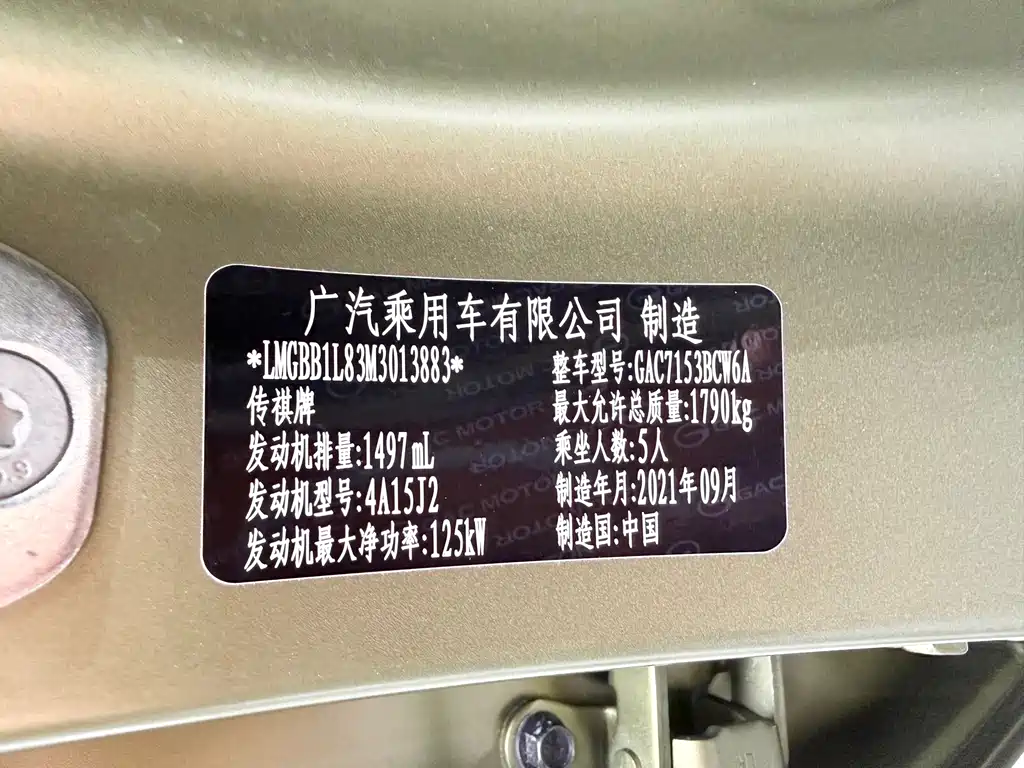 广汽乘用车有限公司 制造
*LMGBB1L83M3013883*
整车型号:GAC7153BCW6A
传祺牌
最大允许总质量:1790kg
发动机排量:1497mL
乘坐人数:5人
发动机型号:4A15J2
制造年月:2021年09月
发动机最大净功率:125kW
制造国:中国